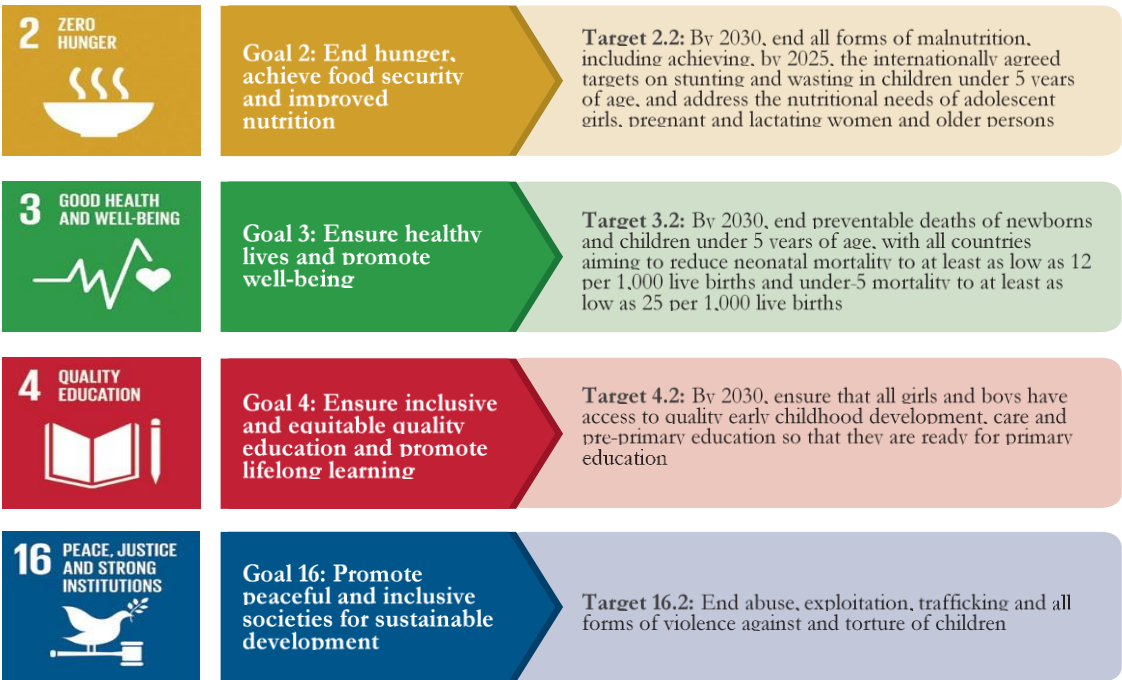 2 ZERO
HUNGER
Goal 2: End hunger,
achieve food security
and improved
nutrition
Target 2.2: By 2030, end all forms of malnutrition,
including achieving, by 2025, the internationally agreed
targets on stunting and wasting in children under 5 years
of age, and address the nutritional needs of adolescent
girls, pregnant and lactating women and older persons
3 GOOD HEALTH
AND WELL-BEING
Goal 3: Ensure healthy
lives and promote
well-being
Target 3.2: By 2030, end preventable deaths of newborns
and children under 5 years of age, with all countries
aiming to reduce neonatal mortality to at least as low as 12
per 1,000 live births and under-5 mortality to at least as
low as 25 per 1,000 live births
4 QUALITY
EDUCATION
Goal 4: Ensure inclusive
and equitable quality
education and promote
lifelong learning
Target 4.2: By 2030, ensure that all girls and boys have
access to quality early childhood development, care and
pre-primary education so that they are ready for primary
education
16 PEACE, JUSTICE
AND STRONG
INSTITUTIONS
Goal 16: Promote
peaceful and inclusive
societies for sustainable
development
Target 16.2: End abuse, exploitation, trafficking and all
forms of violence against and torture of children